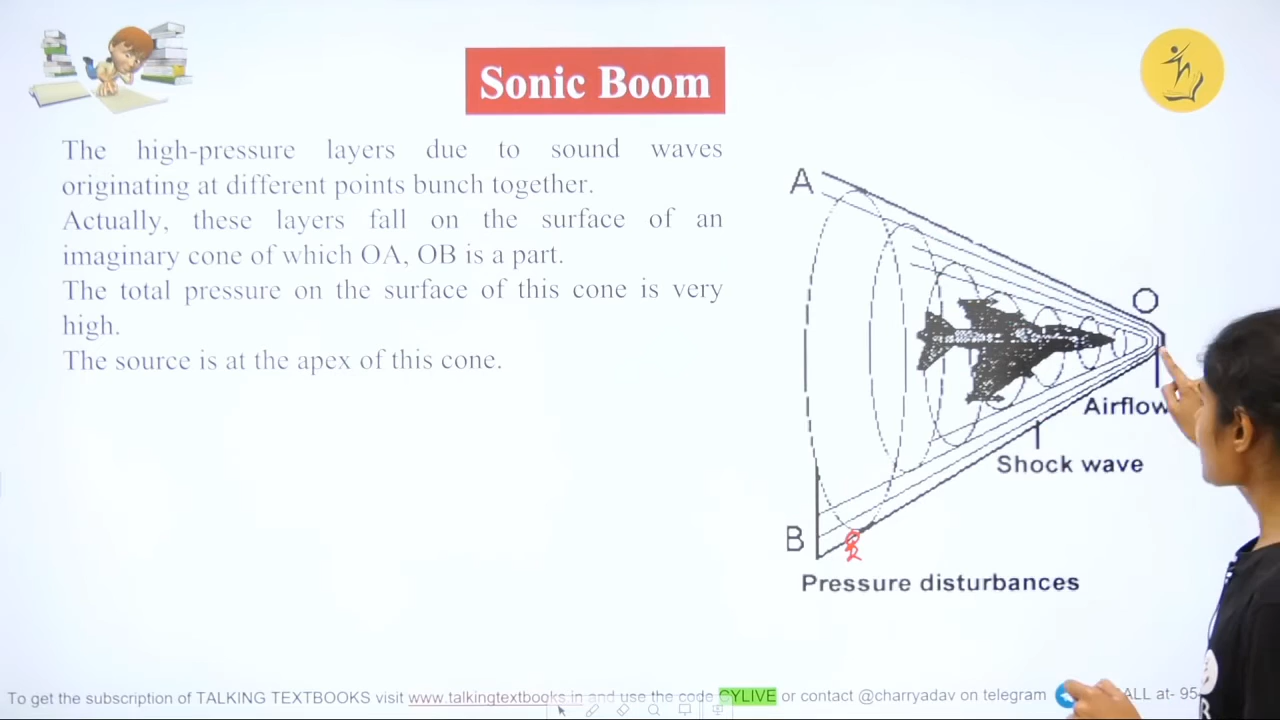 Sonic Boom
The high-pressure layers due to sound waves
originating at different points bunch together.
Actually, these layers fall on the surface of an
imaginary cone of which OA, OB is a part.
The total pressure on the surface of this cone is very
high.
The source is at the apex of this cone.
A
O
Airflow
Shock wave
B
Pressure disturbances
To get the subscription of TALKING TEXTBOOKS visit www.talkingtextbooks.in and use the code CYLIVE or contact @charryadav on telegram ALL at- 95